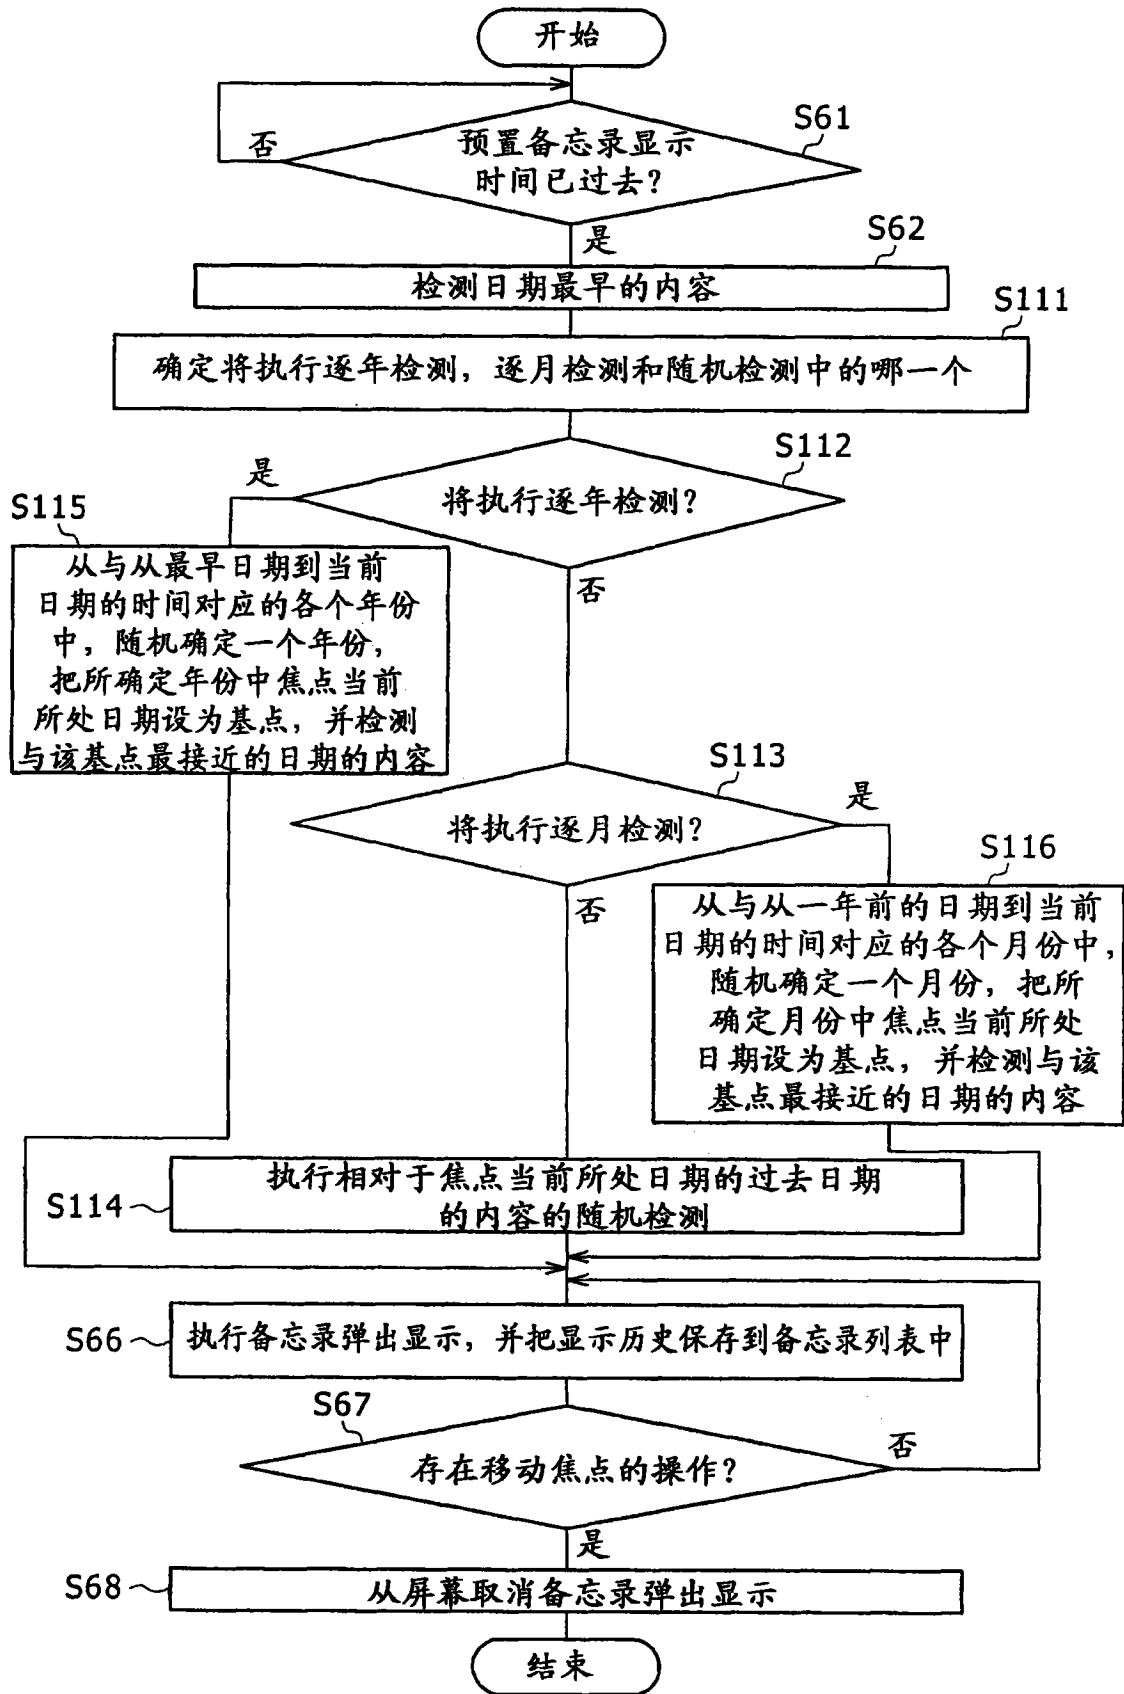 开始
S61
否
预置备忘录显示
时间已过去?
是
S62
检测日期最早的内容
S111
确定将执行逐年检测，逐月检测和随机检测中的哪一个
S112
是
将执行逐年检测?
S115
否
从与从最早日期到当前
日期的时间对应的各个年份
中，随机确定一个年份，
把所确定年份中焦点当前
所处日期设为基点，并检测
与该基点最接近的日期的内容
S113
是
将执行逐月检测?
S116
否
从与从一年前的日期到当前
日期的时间对应的各个月份中，
随机确定一个月份，把所
确定月份中焦点当前所处
日期设为基点，并检测与该
基点最接近的日期的内容
S114
执行相对于焦点当前所处日期的过去日期
的内容的随机检测
S66
执行备忘录弹出显示，并把显示历史保存到备忘录列表中
S67
否
存在移动焦点的操作?
是
S68
从屏幕取消备忘录弹出显示
结束